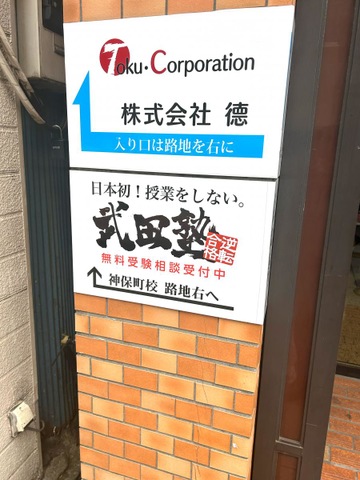 Toku・Corporation
株式会社 德
入り口は路地を右に
日本初！授業をしない。
武田塾
逆転
合格
無料受験相談受付中
神保町校 路地右へ